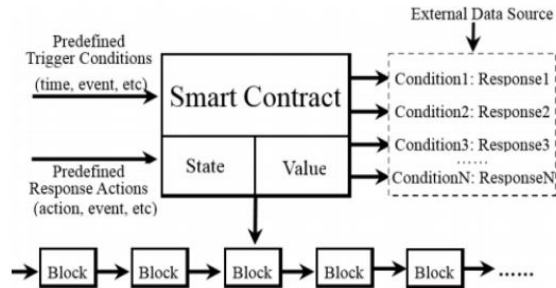 External Data Source
Predefined
Trigger Conditions
(time, event, etc)
Smart Contract
State
Value
Predefined
Response Actions
(action, event, etc)
Condition1: Response1
Condition2: Response2
Condition3: Response3
......
ConditionN: ResponseN
Block
Block
Block
Block
Block
......